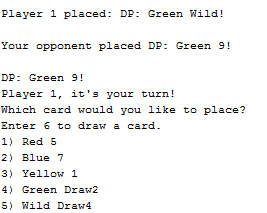 Player 1 placed: DP: Green Wild!
Your opponent placed DP: Green 9!
DP: Green 9!
Player 1, it's your turn!
Which card would you like to place?
Enter 6 to draw a card.
1) Red 5
2) Blue 7
3) Yellow 1
4) Green Draw2
5) Wild Draw4